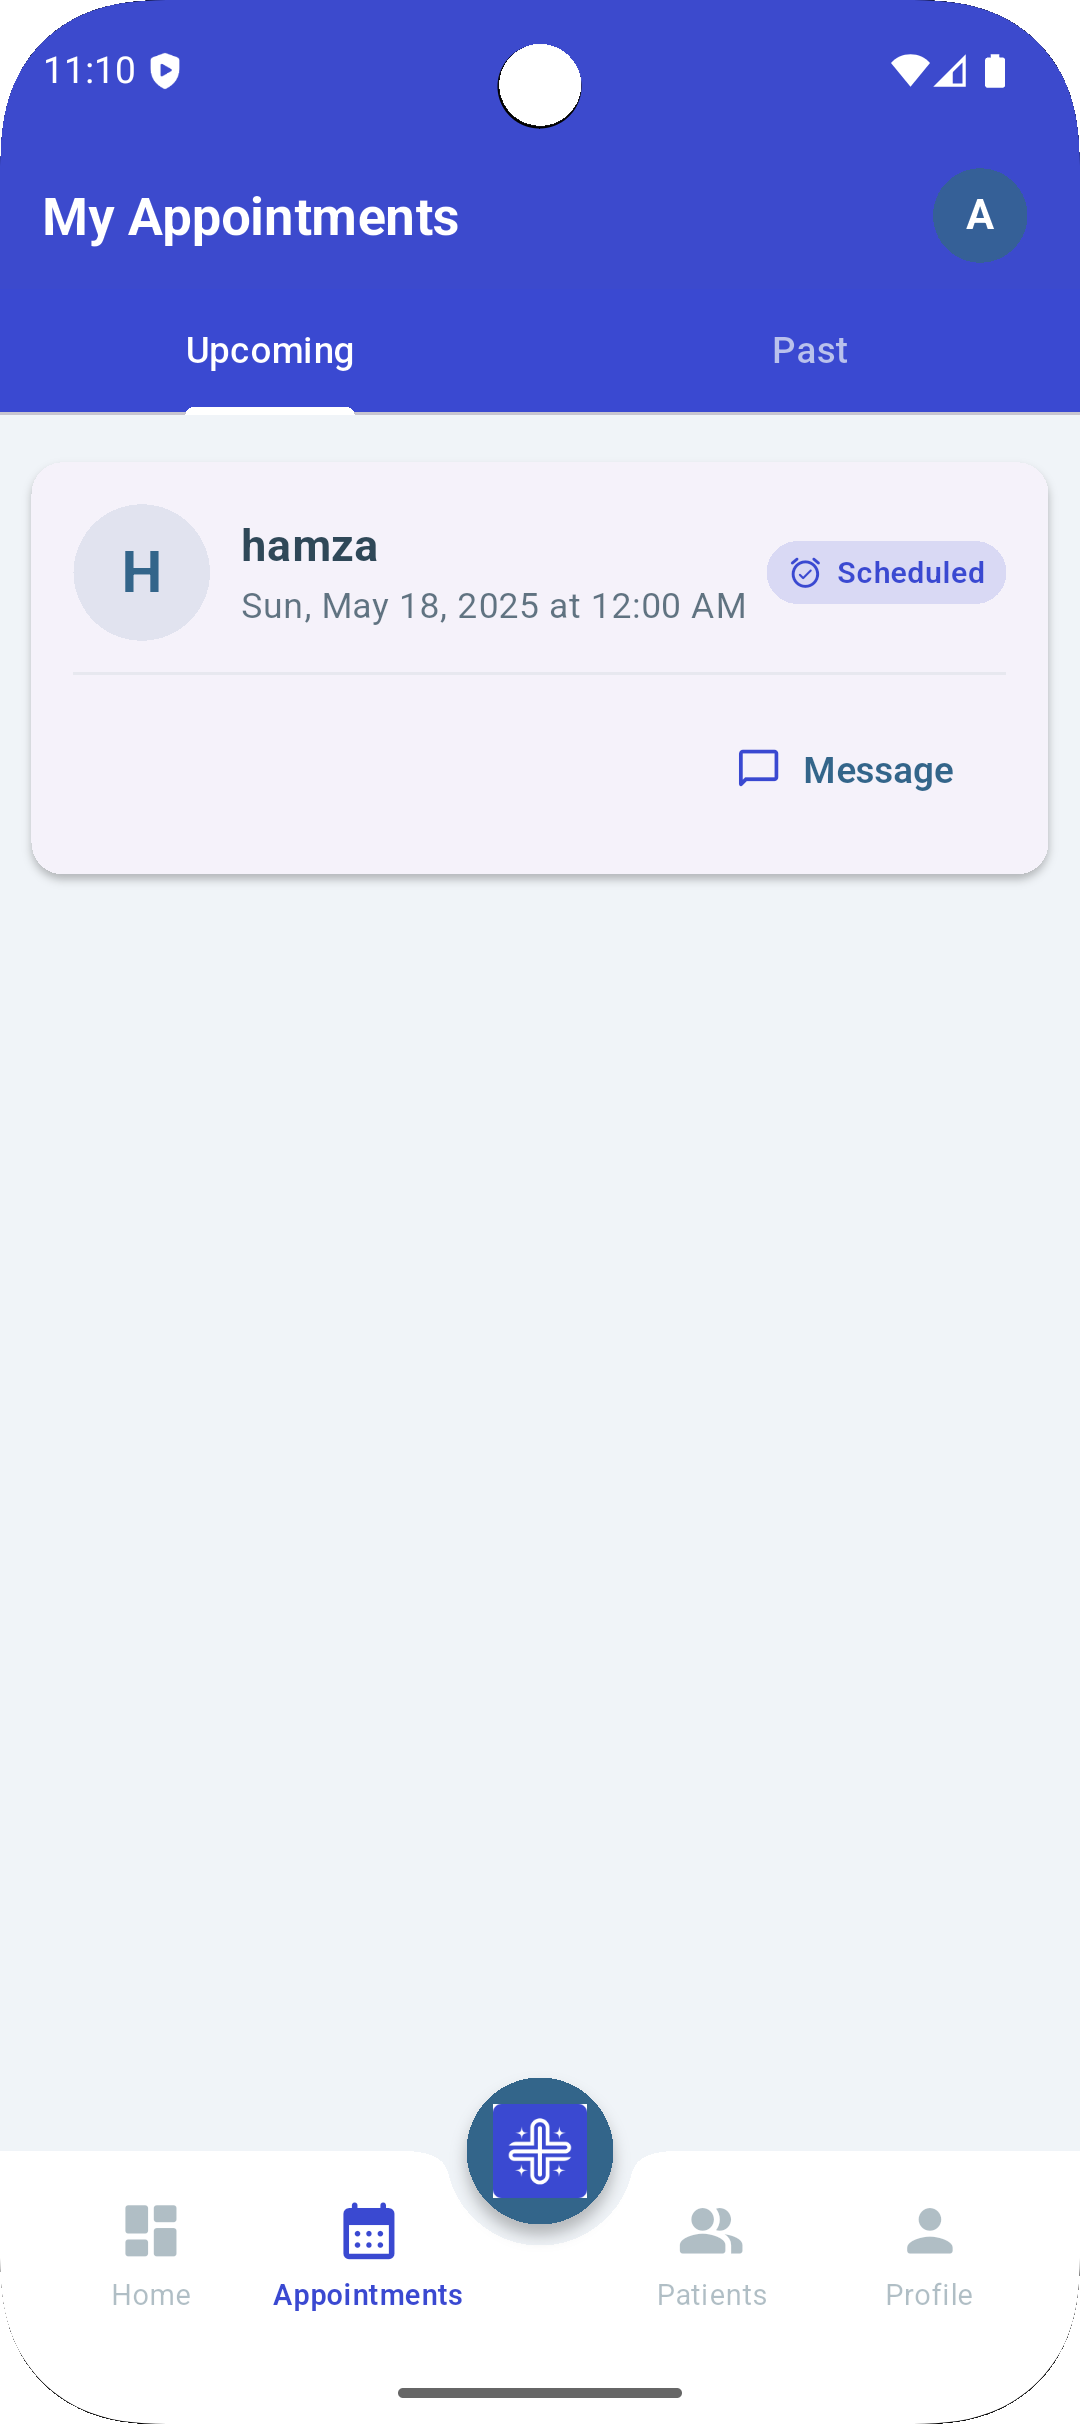 11:10
My Appointments
A
Upcoming
Past
H
hamza
Sun, May 18, 2025 at 12:00 AM
Scheduled
Message
Home
Appointments
Patients
Profile